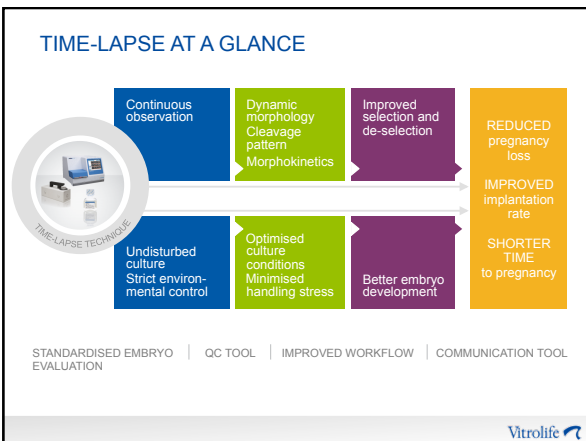 TIME-LAPSE AT A GLANCE
Continuous
observation
Dynamic
morphology
Cleavage
pattern
Morphokinetics
Improved
selection and
de-selection
REDUCED
pregnancy
loss
IMPROVED
implantation
rate
SHORTER
TIME
to pregnancy
TIME-LAPSE TECHNIQUE
Undisturbed
culture
Strict environ-
mental control
Optimised
culture
conditions
Minimised
handling stress
Better embryo
development
STANDARDISED EMBRYO
EVALUATION
QC TOOL
IMPROVED WORKFLOW
COMMUNICATION TOOL
Vitrolife